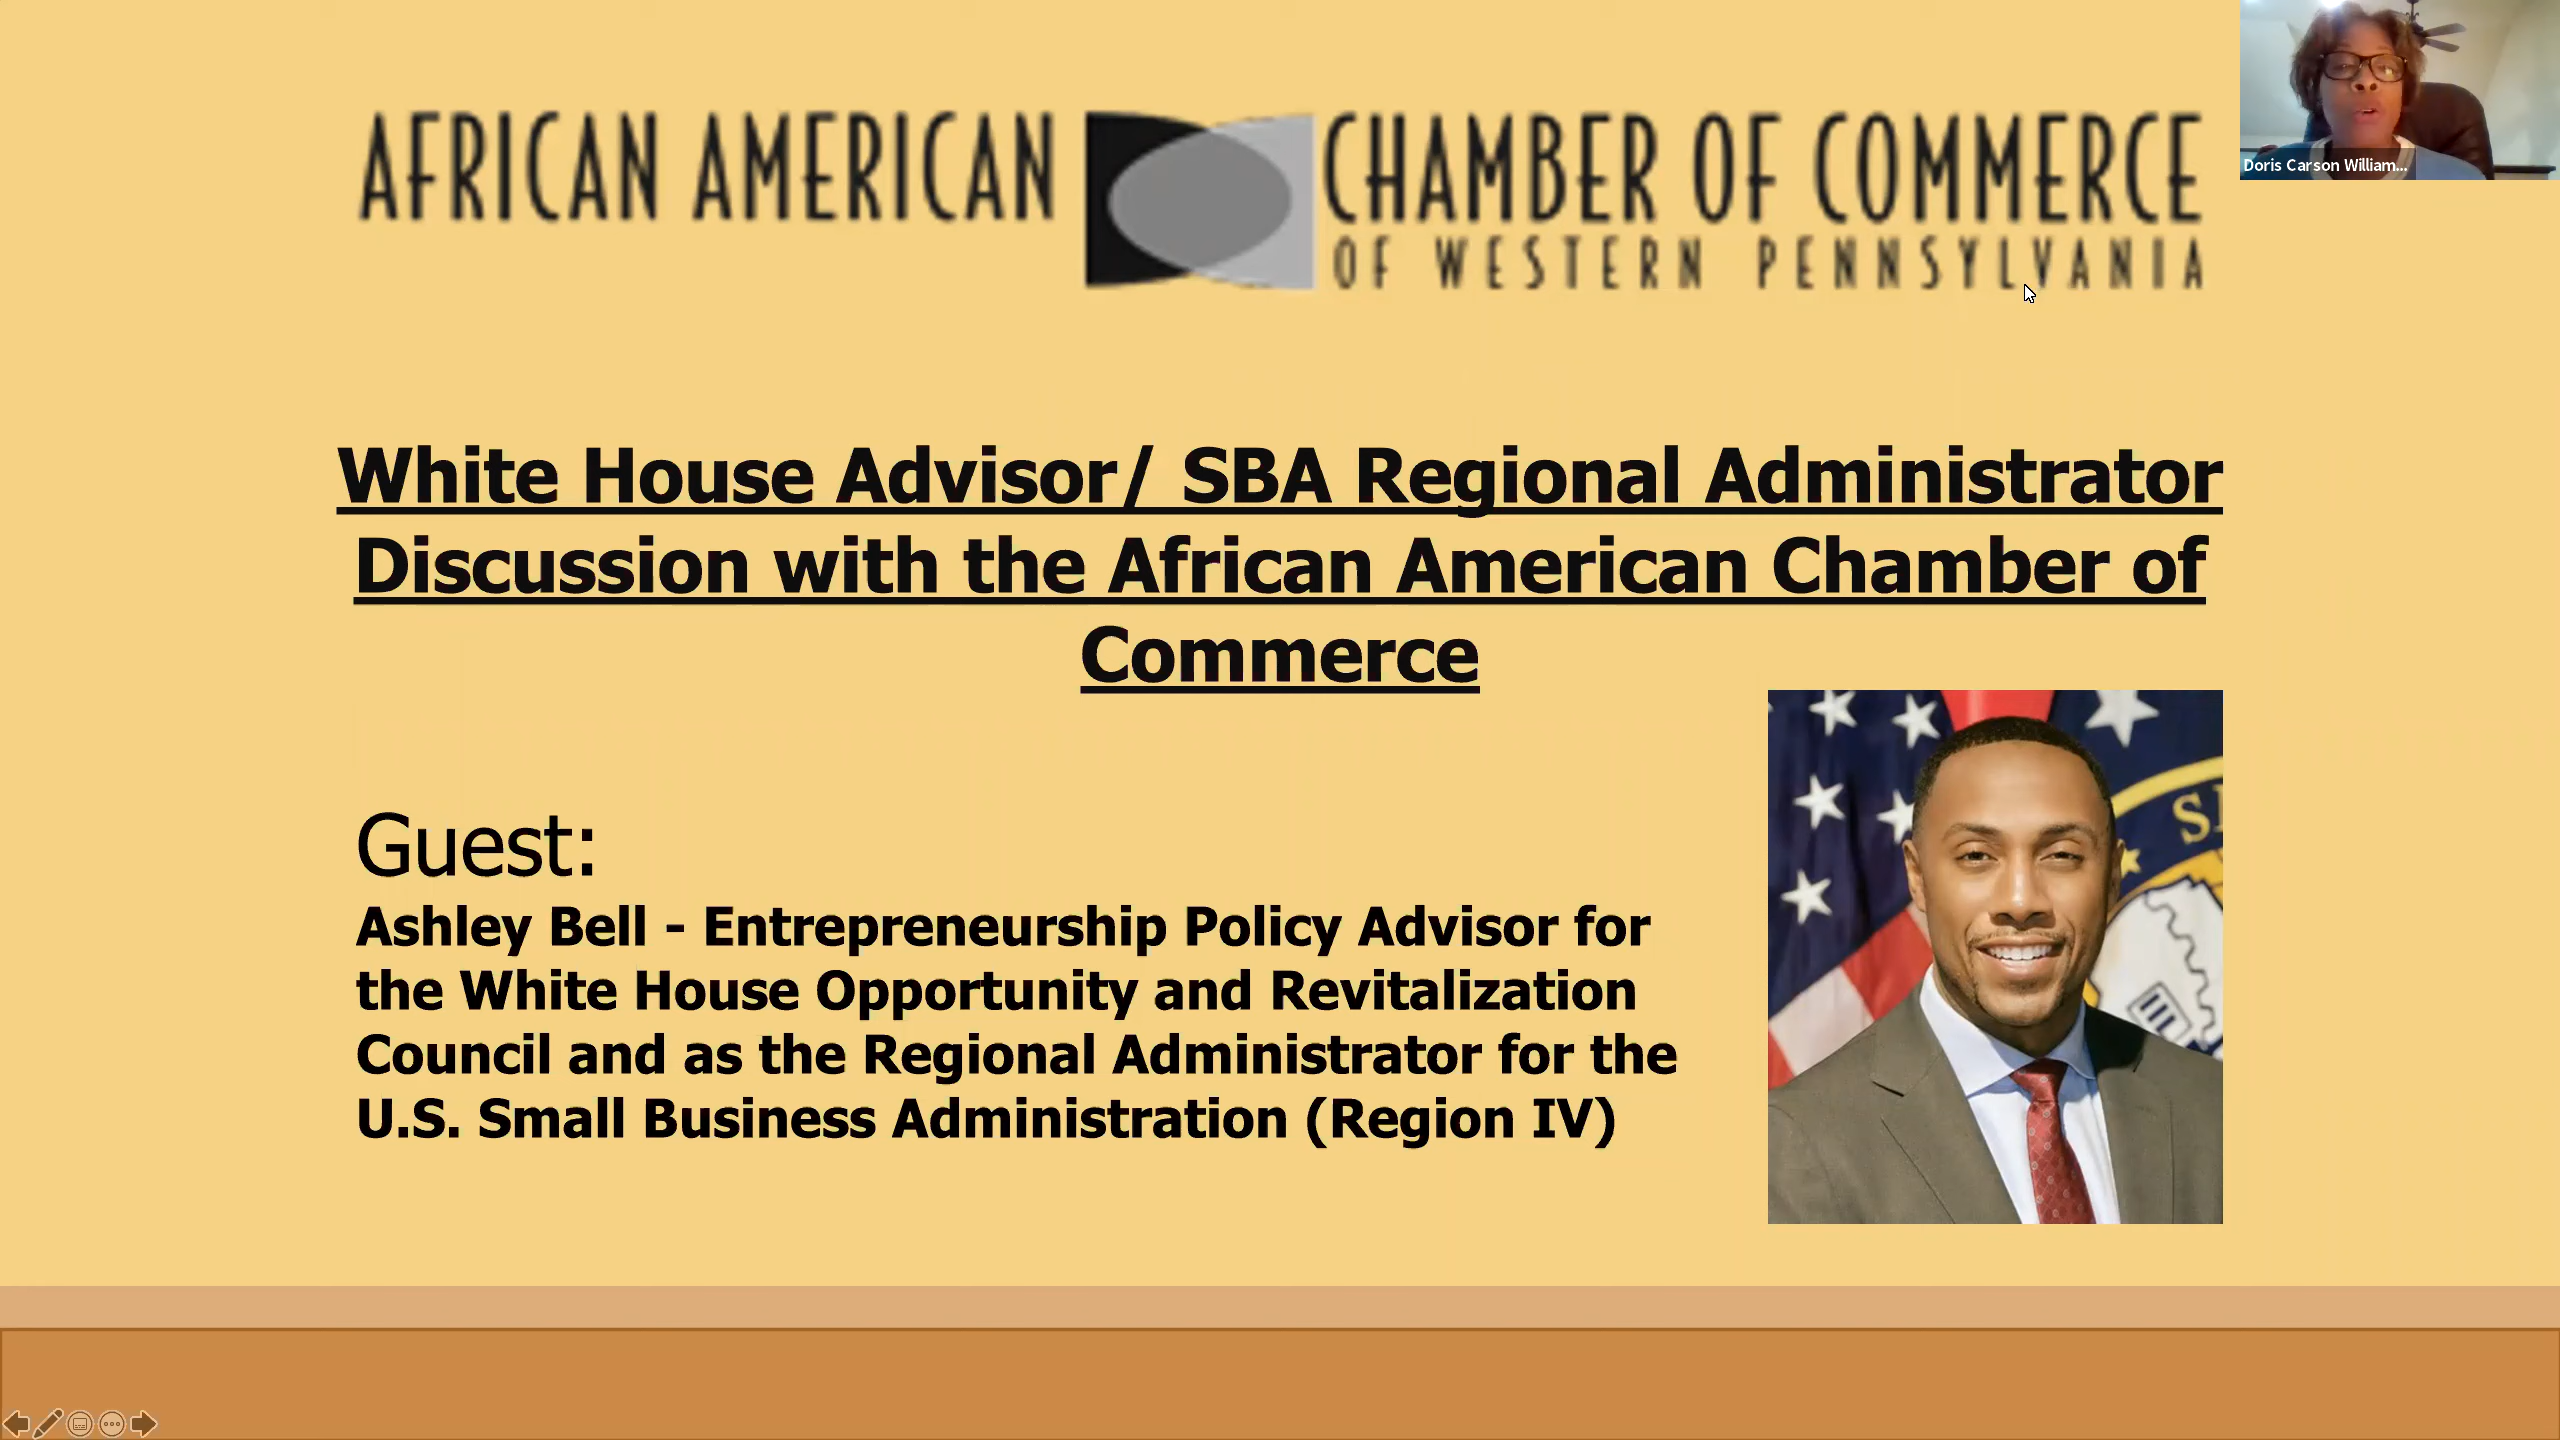 AFRICAN AMERICAN CHAMBER OF COMMERCE
OF WESTERN PENNSYLVANIA
Doris Carson William...
White House Advisor/ SBA Regional Administrator
Discussion with the African American Chamber of
Commerce
Guest:
Ashley Bell - Entrepreneurship Policy Advisor for
the White House Opportunity and Revitalization
Council and as the Regional Administrator for the
U.S. Small Business Administration (Region IV)